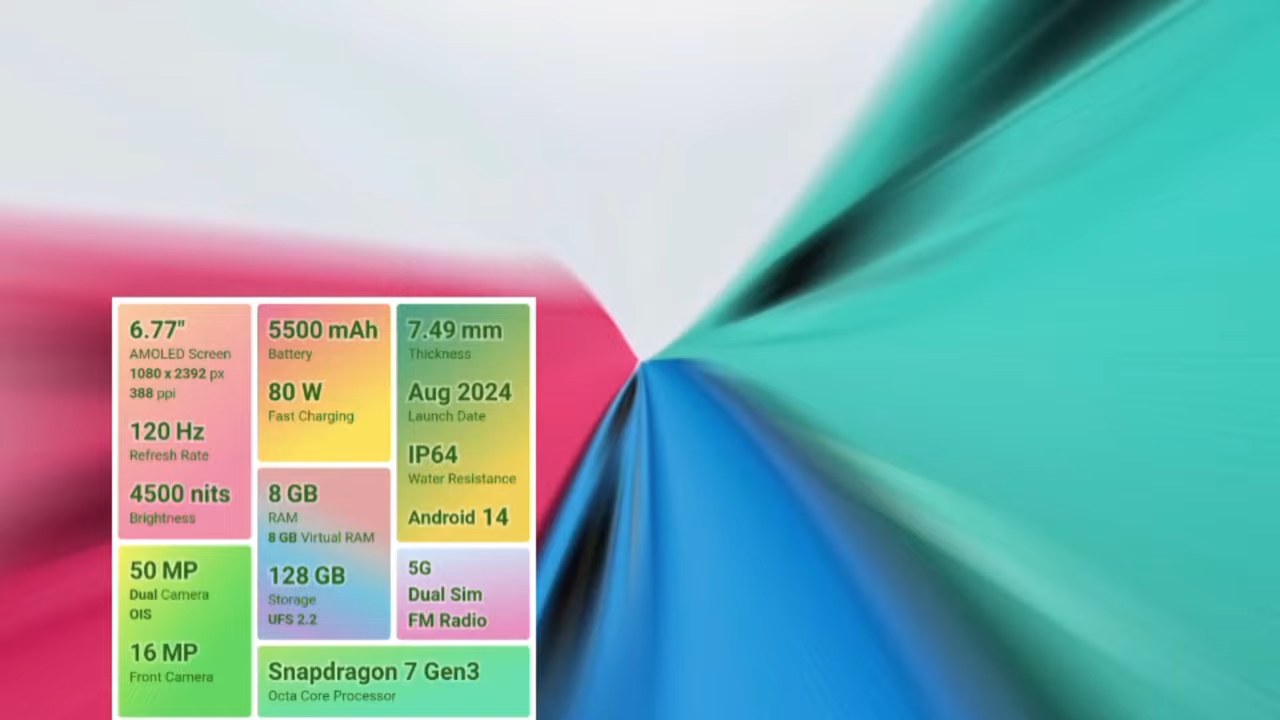 6.77"
AMOLED Screen
1080 x 2392 px
388 ppi
120 Hz
Refresh Rate
4500 nits
Brightness
50 MP
Dual Camera
OIS
16 MP
Front Camera
5500 mAh
Battery
80 W
Fast Charging
8 GB
RAM
8 GB Virtual RAM
128 GB
Storage
UFS 2.2
7.49 mm
Thickness
Aug 2024
Launch Date
IP64
Water Resistance
Android 14
5G
Dual Sim
FM Radio
Snapdragon 7 Gen3
Octa Core Processor